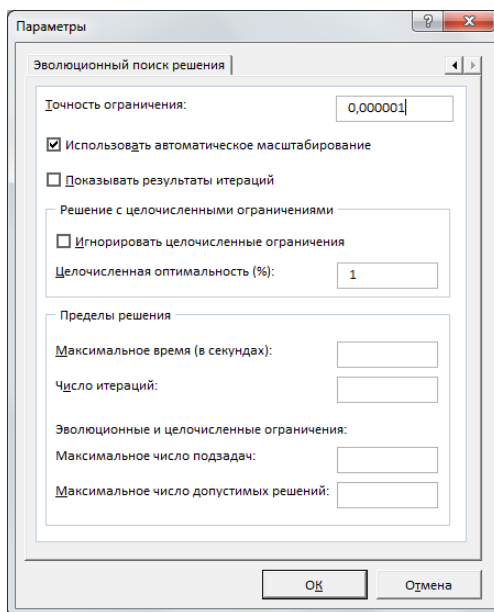 Параметры
Эволюционный поиск решения
Точность ограничения: 0,000001
Использовать автоматическое масштабирование
Показывать результаты итераций
Решение с целочисленными ограничениями
Игнорировать целочисленные ограничения
Целочисленная оптимальность (%): 1
Пределы решения
Максимальное время (в секундах):
Число итераций:
Эволюционные и целочисленные ограничения:
Максимальное число подзадач:
Максимальное число допустимых решений:
ОК Отмена